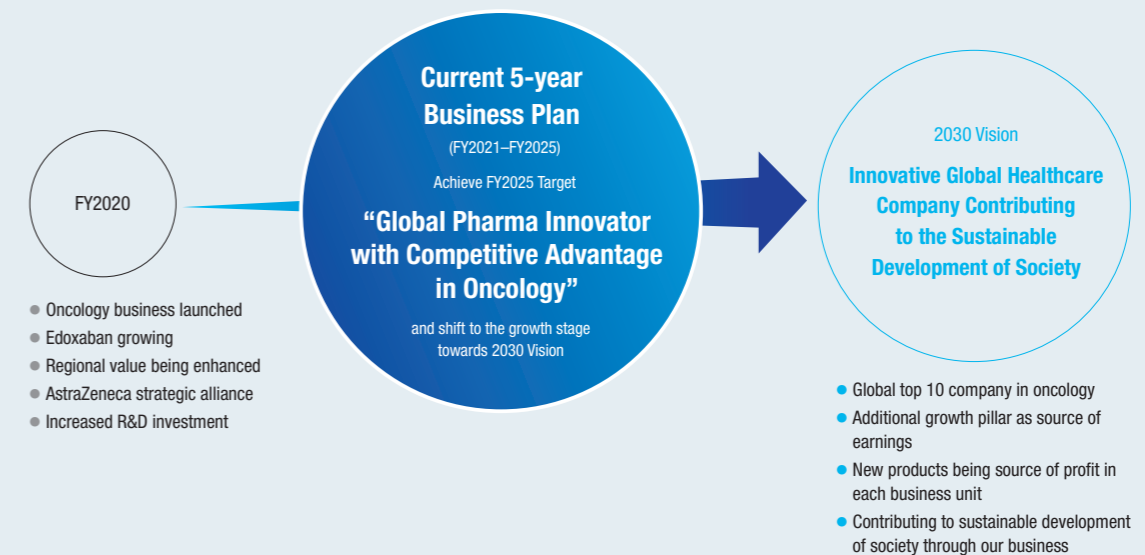 FY2020
Oncology business launched
Edoxaban growing
Regional value being enhanced
AstraZeneca strategic alliance
Increased R&D investment
Current 5-year
Business Plan
(FY2021–FY2025)
Achieve FY2025 Target
“Global Pharma Innovator
with Competitive Advantage
in Oncology”
and shift to the growth stage
towards 2030 Vision
2030 Vision
Innovative Global Healthcare
Company Contributing
to the Sustainable
Development of Society
Global top 10 company in oncology
Additional growth pillar as source of
earnings
New products being source of profit in
each business unit
Contributing to sustainable development
of society through our business